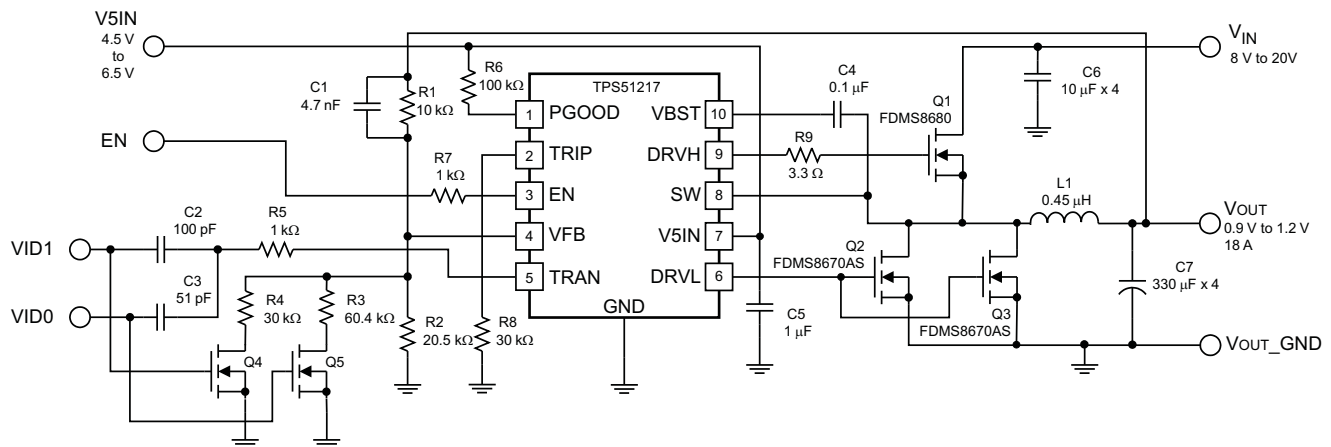 V5IN
4.5 V
to
6.5 V
C1
4.7 nF
R1
10 kΩ
R6
100 kΩ
TPS51217
1 PGOOD
2 TRIP
3 EN
4 VFB
5 TRAN
VBST 10
DRVH 9
SW 8
V5IN 7
DRVL 6
GND
C4
0.1 µF
R9
3.3 Ω
Q1
FDMS8680
C6
10 µF x 4
VIN
8 V to 20V
EN
R7
1 kΩ
L1
0.45 µH
VOUT
0.9 V to 1.2 V
18 A
VID1
C2
100 pF
R5
1 kΩ
Q2
FDMS8670AS
C7
330 µF x 4
VID0
C3
51 pF
R4
30 kΩ
R3
60.4 kΩ
R2
20.5 kΩ
R8
30 kΩ
C5
1 µF
Q3
FDMS8670AS
VOUT_GND
Q4
Q5